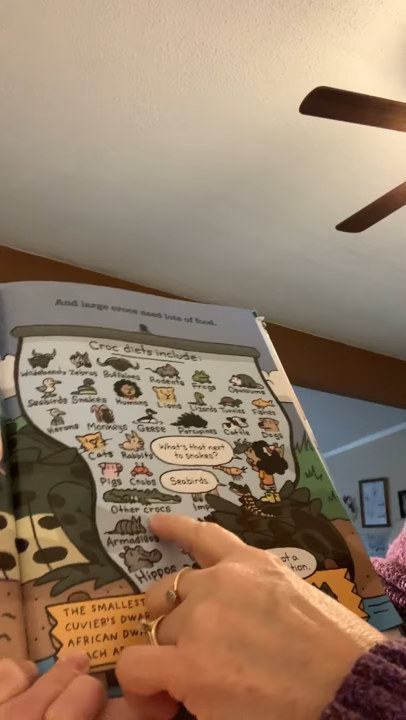 And large crocs need lots of food.
Croc diets include:
Wildebeests Zebras Buffaloes Rodents Frogs Opossums
Seabirds Snakes Humans Lions Lizards Turtles Fishes
Herons Monkeys Geese Porcupines Cattle Dogs
Cats Rabbits
What's that next
to snakes?
Pigs Crabs
Seabirds.
Other crocs
Armadillos
Hippos
of a
THE SMALLEST
CUVIER'S
AFRICAN